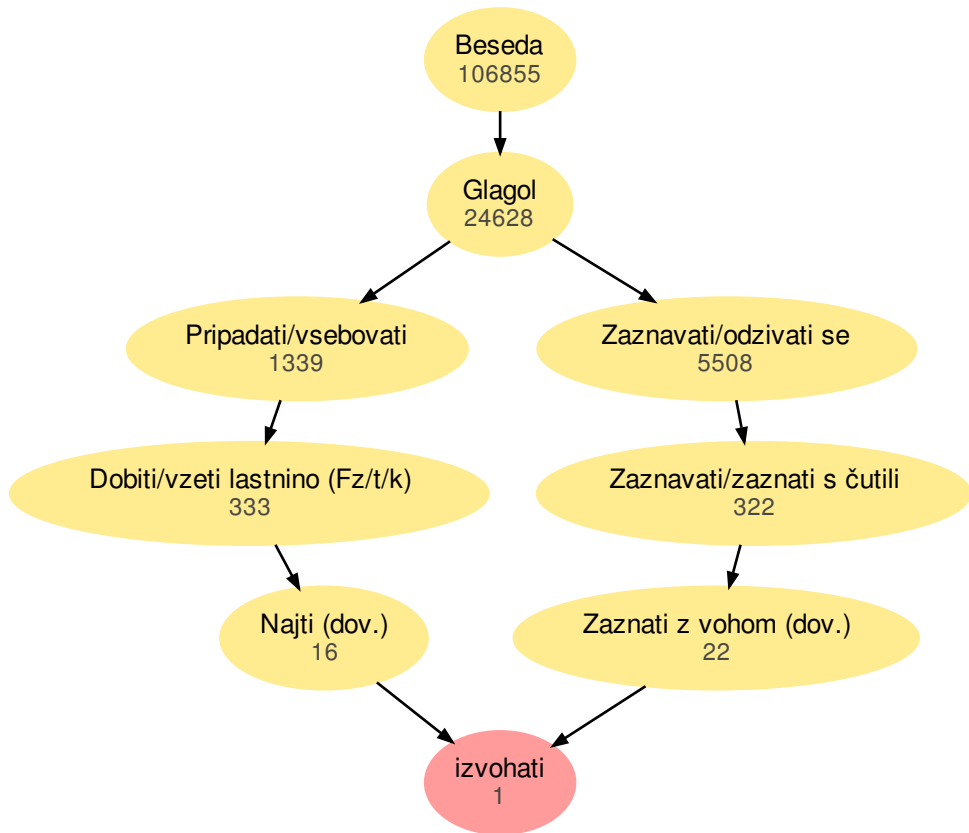 Beseda
106855
Glagol
24628
Pripadati/vsebovati
1339
Zaznavati/odzivati se
5508
Dobiti/vzeti lastnino (Fz/t/k)
333
Zaznavati/zaznati s čutili
322
Najti (dov.)
16
Zaznati z vohom (dov.)
22
izvohati
1